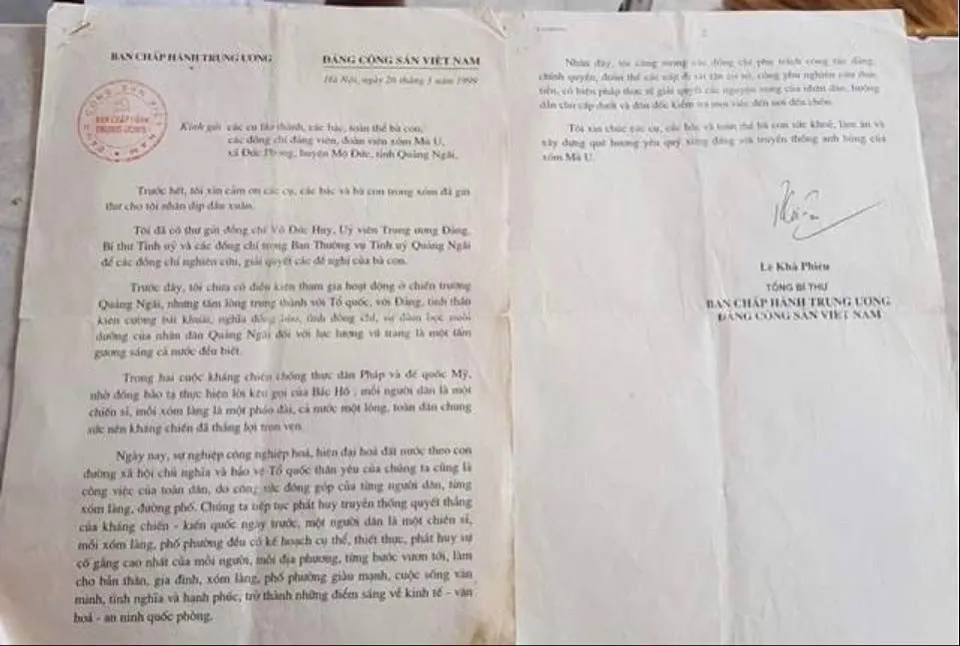 BAN CHẤP HÀNH TRUNG ƯƠNG
ĐẢNG CỘNG SẢN VIỆT NAM
Hà Nội, ngày 26 tháng 3 năm 1999
BAN CHẤP HÀNH
TRUNG ƯƠNG
Kính gửi các cụ lão thành, các bác, toàn thể bà con,
các đồng chí đảng viên, đoàn viên xóm Mả U,
xã Đức Phong, huyện Mộ Đức, tỉnh Quảng Ngãi,
Trước hết, tôi xin cảm ơn các cụ, các bác và bà con trong xóm đã gửi
thư cho tôi nhân dịp đầu xuân.
Tôi đã có thư gửi đồng chí Võ Đức Huy, Uỷ viên Trung ương Đảng,
Bí thư Tỉnh uỷ và các đồng chí trong Ban Thường vụ Tỉnh uỷ Quảng Ngãi
để các đồng chí nghiên cứu, giải quyết các đề nghị của bà con.
Trước đây, tôi chưa có điều kiện tham gia hoạt động ở chiến trường
Quảng Ngãi, nhưng tấm lòng trung thành với Tổ quốc, với Đảng, tinh thần
kiên cường bất khuất, nghĩa đồng bào, tình đồng chí, sự đùm bọc nuôi
dưỡng của nhân dân Quảng Ngãi đối với lực lượng vũ trang là một tấm
gương sáng cả nước đều biết.
Trong hai cuộc kháng chiến chống thực dân Pháp và đế quốc Mỹ,
nhờ đồng bào ta thực hiện lời kêu gọi của Bác Hồ, mỗi người dân là một
chiến sĩ, mỗi xóm làng là một pháo đài, cả nước một lòng, toàn dân chung
sức nên kháng chiến đã thắng lợi trọn vẹn.
Ngày nay, sự nghiệp công nghiệp hoá, hiện đại hoá đất nước theo con
đường xã hội chủ nghĩa và bảo vệ Tổ quốc thân yêu của chúng ta cũng là
công việc của toàn dân, do công sức đóng góp của từng người dân, từng
xóm làng, đường phố. Chúng ta tiếp tục phát huy truyền thống quyết thắng
của kháng chiến - kiến quốc ngày trước, một người dân là một chiến sĩ,
mỗi xóm làng, phố phường đều có kế hoạch cụ thể, thiết thực, phát huy sự
cố gắng cao nhất của mỗi người, mỗi địa phương, từng bước vươn tới, làm
cho bản thân, gia đình, xóm làng, phố phường giàu mạnh, cuộc sống văn
minh, tình nghĩa và hạnh phúc, trở thành những điểm sáng về kinh tế - văn
hoá - an ninh quốc phòng.
2
Nhân đây, tôi cũng mong các đồng chí phụ trách công tác đảng,
chính quyền, đoàn thể các cấp đi sát tận cơ sở, công phu nghiên cứu thực
tiễn, có biện pháp thực sự giải quyết các nguyện vọng của nhân dân, hướng
dẫn cho cấp dưới và đôn đốc kiểm tra mọi việc đến nơi đến chốn.
Tôi xin chúc các cụ, các bác và toàn thể bà con sức khoẻ, làm ăn và
xây dựng quê hương yêu quý xứng đáng với truyền thống anh hùng của
xóm Mả U.
Lê Khả Phiêu
TỔNG BÍ THƯ
BAN CHẤP HÀNH TRUNG ƯƠNG
ĐẢNG CỘNG SẢN VIỆT NAM